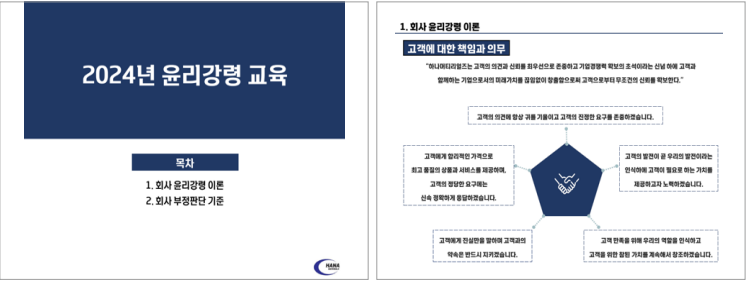 2024년 윤리강령 교육
목차
1. 회사 윤리강령 이론
2. 회사 부정판단 기준
HANA
1. 회사 윤리강령 이론
고객에 대한 책임과 의무
"하나머티리얼즈는 고객의 의견과 신뢰를 최우선으로 존중하고 기업경쟁력 확보의 초석이라는 신념 하에 고객과
함께하는 기업으로서의 미래가치를 끊임없이 창출함으로써 고객으로부터 무조건의 신뢰를 확보한다."
고객의 의견에 항상 귀를 기울이고 고객의 진정한 요구를 존중하겠습니다.
고객에게 합리적인 가격으로
최고 품질의 상품과 서비스를 제공하며,
고객의 정당한 요구에는
신속 정확하게 응답하겠습니다.
고객의 발전이 곧 우리의 발전이라는
인식하에 고객이 필요로 하는 가치를
제공하고자 노력하겠습니다.
고객에게 진실만을 말하며 고객과의
약속은 반드시 지키겠습니다.
고객 만족을 위해 우리의 역할을 인식하고
고객을 위한 참된 가치를 계속해서 창조하겠습니다.